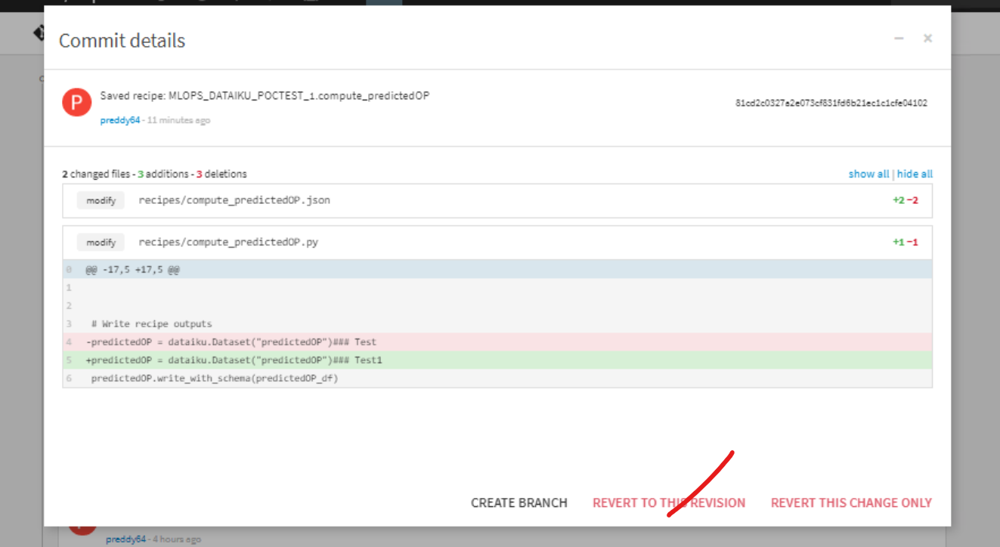 Commit details
P
Saved recipe: MLOPS_DATAIKU_POCTEST_1.compute_predictedOP
81cd2c0327a2e073cf831fd6b21ec1c1cfe04102
preddy64 - 11 minutes ago
2 changed files - 3 additions - 3 deletions
show all | hide all
modify recipes/compute_predictedOP.json +2 −2
modify recipes/compute_predictedOP.py +1 −1
0 @@ -17,5 +17,5 @@
1
2
3 # Write recipe outputs
4 -predictedOP = dataiku.Dataset("predictedOP")### Test
5 +predictedOP = dataiku.Dataset("predictedOP")### Test1
6 predictedOP.write_with_schema(predictedOP_df)
CREATE BRANCH REVERT TO THIS REVISION REVERT THIS CHANGE ONLY
preddy64 - 4 hours ago